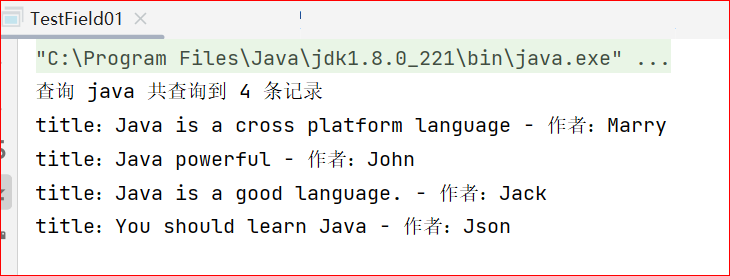 TestField01
"C:\Program Files\Java\jdk1.8.0_221\bin\java.exe" ...
查询 java 共查询到 4 条记录
title：Java is a cross platform language - 作者：Marry
title：Java powerful - 作者：John
title：Java is a good language. - 作者：Jack
title：You should learn Java - 作者：Json